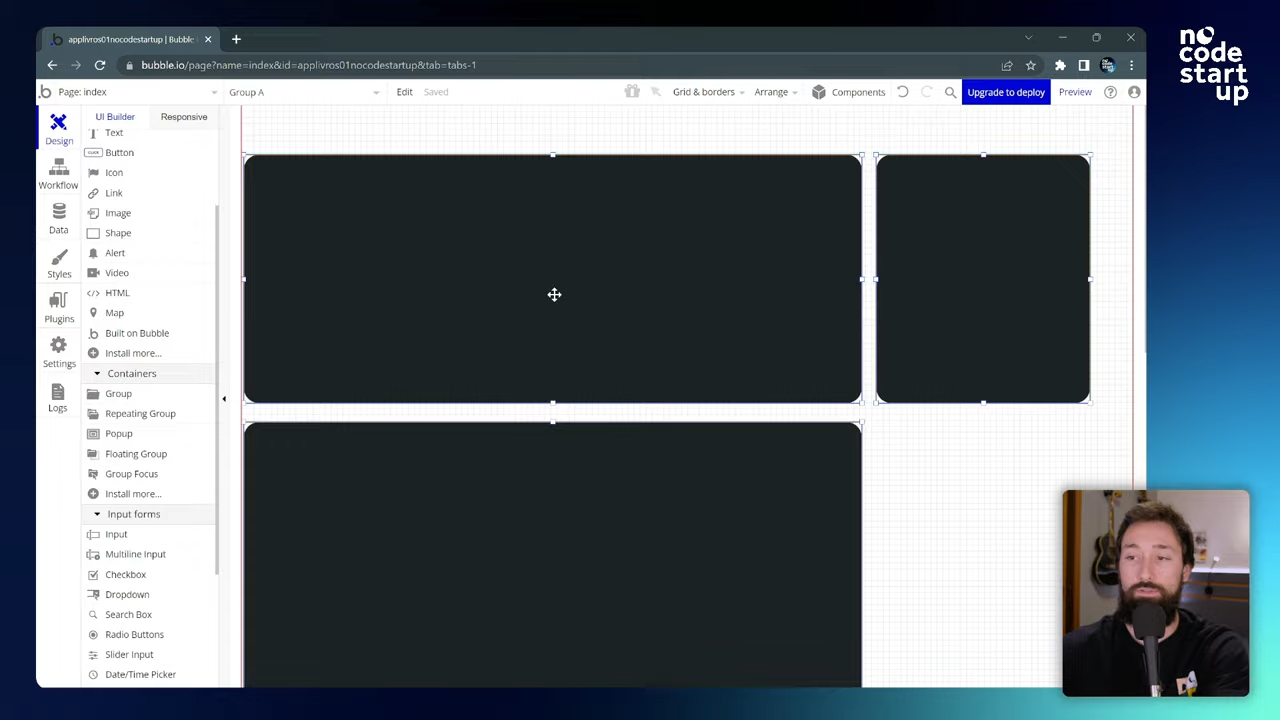 applivros01nocodestartup | Bubble
no
code
start
up
bubble.io/page?name=index&id=applivros01nocodestartup&tab=tabs-1
Page: index
Group A
Edit
Saved
Grid & borders
Arrange
Components
Upgrade to deploy
Preview
Design
Workflow
Data
Styles
Plugins
Settings
Logs
UI Builder
Responsive
Text
CLICK
Button
Icon
Link
Image
Shape
Alert
Video
HTML
Map
Built on Bubble
Install more...
Containers
Group
Repeating Group
Popup
Floating Group
Group Focus
Install more...
Input forms
Input
Multiline Input
Checkbox
Dropdown
Search Box
Radio Buttons
Slider Input
Date/Time Picker